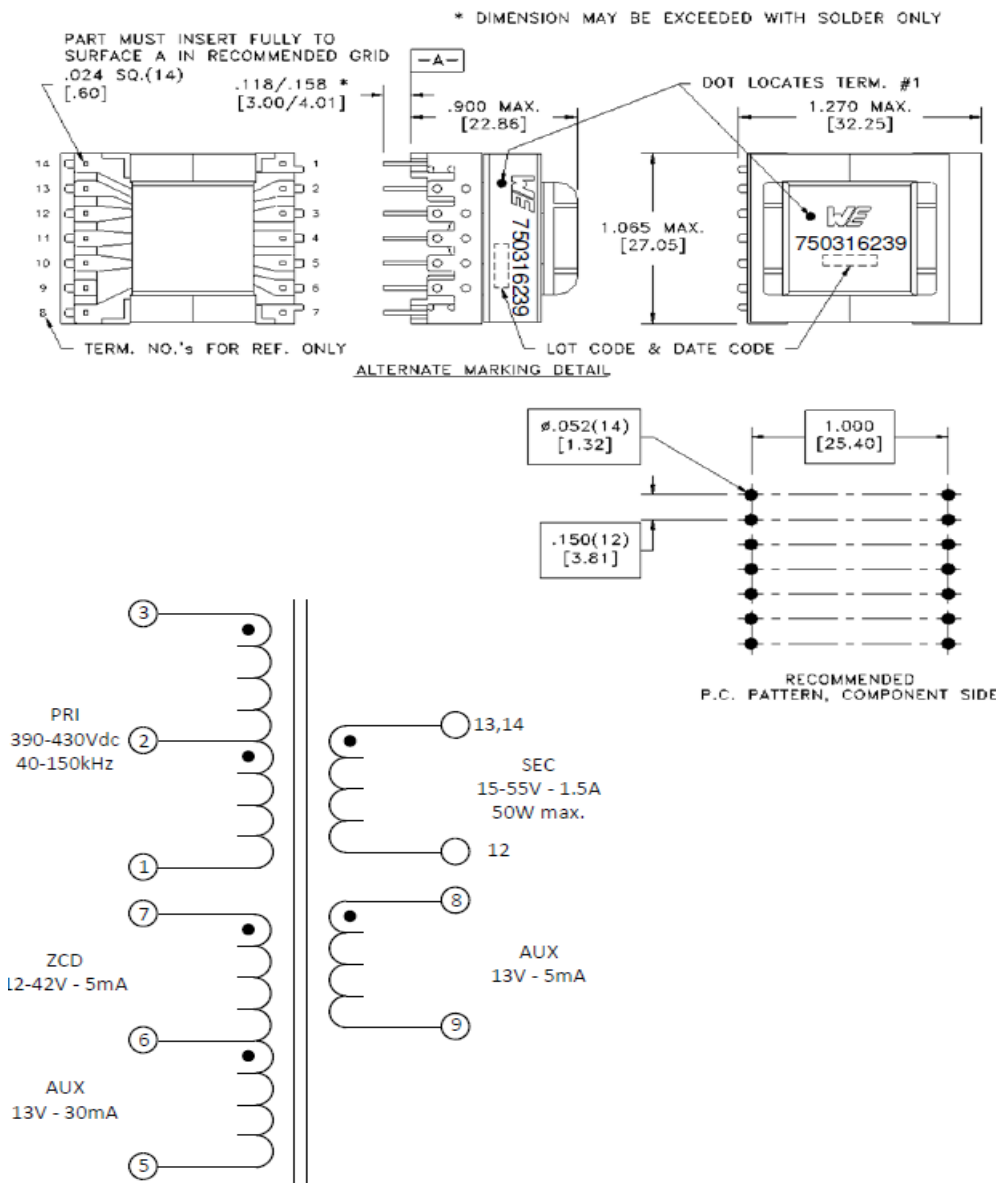 * DIMENSION MAY BE EXCEEDED WITH SOLDER ONLY
PART MUST INSERT FULLY TO
SURFACE A IN RECOMMENDED GRID
.024 SQ.(14)
[.60]
.118/.158 *
[3.00/4.01]
-A-
.900 MAX.
[22.86]
DOT LOCATES TERM. #1
1.270 MAX.
[32.25]
14
13
12
11
10
9
8
1
2
3
4
5
6
7
WE 750316239
1.065 MAX.
[27.05]
WE
750316239
TERM. NO.'s FOR REF. ONLY
LOT CODE & DATE CODE
ALTERNATE MARKING DETAIL
ø.052(14)
[1.32]
1.000
[25.40]
.150(12)
[3.81]
RECOMMENDED
P.C. PATTERN, COMPONENT SIDE
3
PRI
390-430Vdc
40-150kHz
2
1
13,14
SEC
15-55V - 1.5A
50W max.
12
7
ZCD
12-42V - 5mA
6
AUX
13V - 30mA
5
8
AUX
13V - 5mA
9